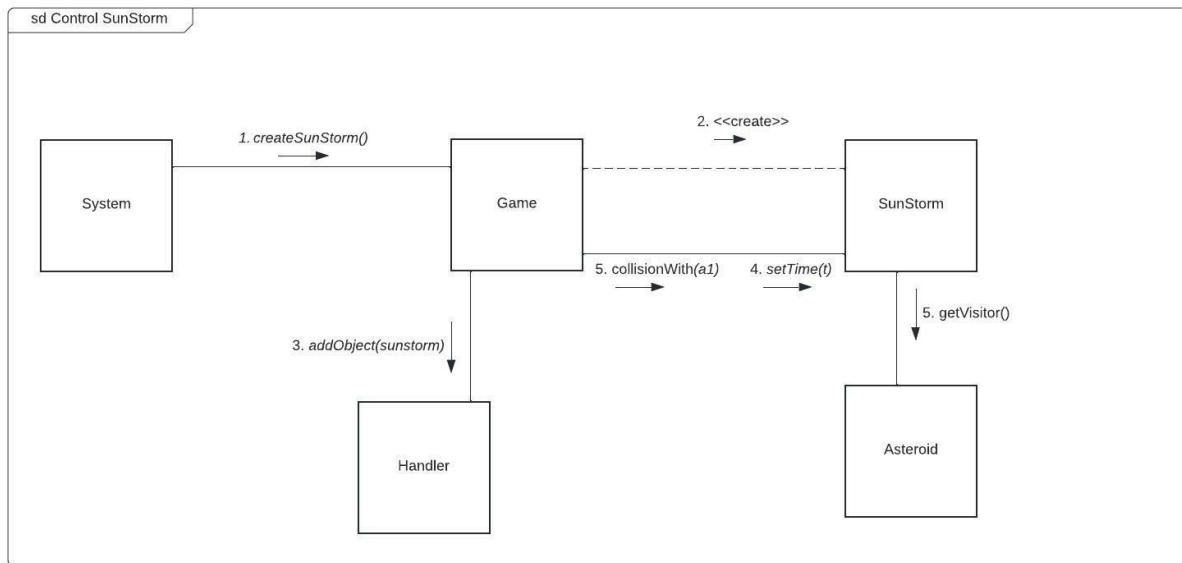 sd Control SunStorm
2. <<create>>
1. createSunStorm()
System
Game
SunStorm
5. collisionWith(a1)
4. setTime(t)
5. getVisitor()
3. addObject(sunstorm)
Handler
Asteroid